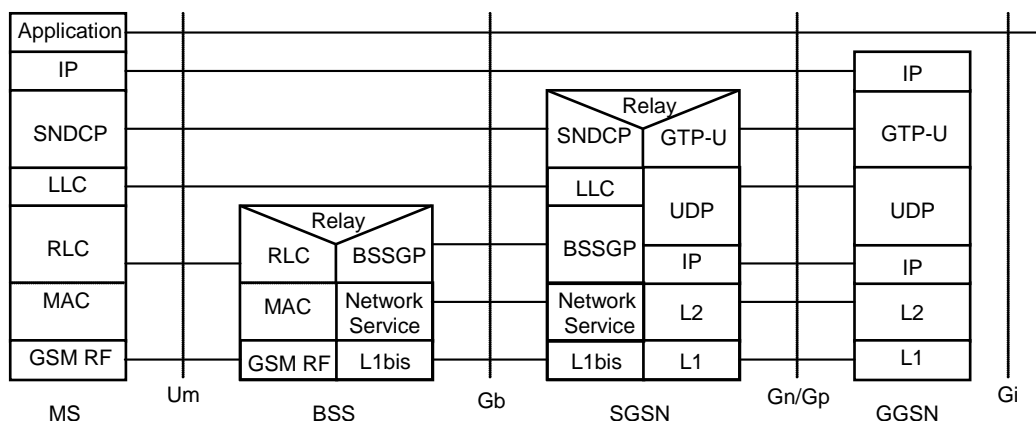 Application
IP
SNDCP
LLC
RLC
MAC
GSM RF
MS
Um
Relay
RLC
BSSGP
MAC
Network
Service
GSM RF
L1bis
BSS
Gb
Relay
SNDCP
GTP-U
LLC
UDP
BSSGP
IP
Network
Service
L2
L1bis
L1
SGSN
Gn/Gp
IP
GTP-U
UDP
IP
L2
L1
GGSN
Gi